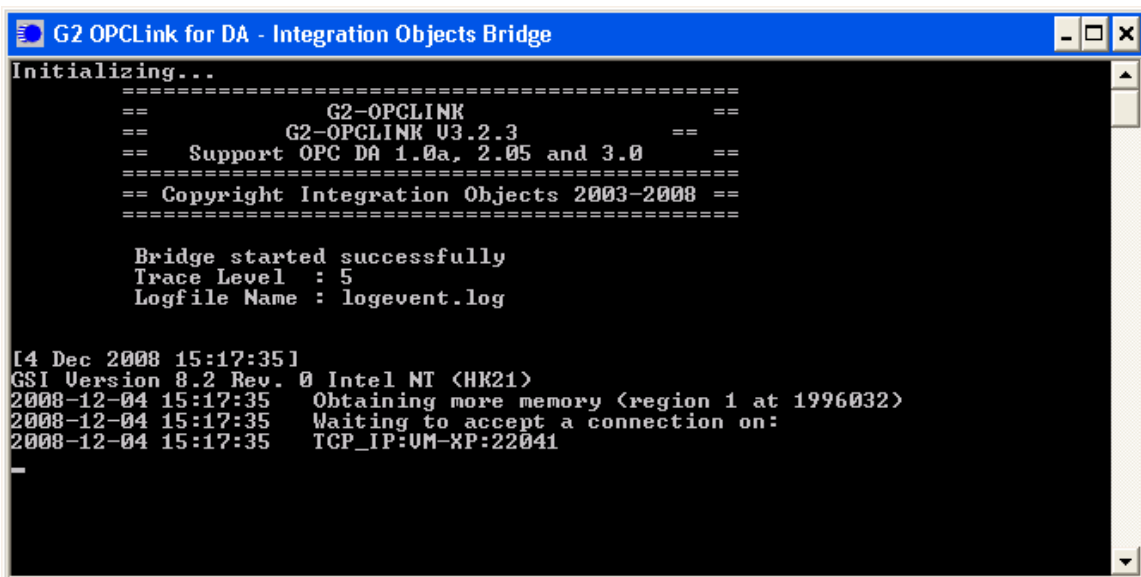 G2 OPCLink for DA - Integration Objects Bridge
Initializing...
=============================================
== G2-OPCLINK ==
== G2-OPCLINK V3.2.3 ==
== Support OPC DA 1.0a, 2.05 and 3.0 ==
=============================================
== Copyright Integration Objects 2003-2008 ==
=============================================
Bridge started successfully
Trace Level : 5
Logfile Name : logevent.log
[4 Dec 2008 15:17:35]
GSI Version 8.2 Rev. 0 Intel NT (HK21)
2008-12-04 15:17:35 Obtaining more memory (region 1 at 1996032)
2008-12-04 15:17:35 Waiting to accept a connection on:
2008-12-04 15:17:35 TCP_IP:VM-XP:22041